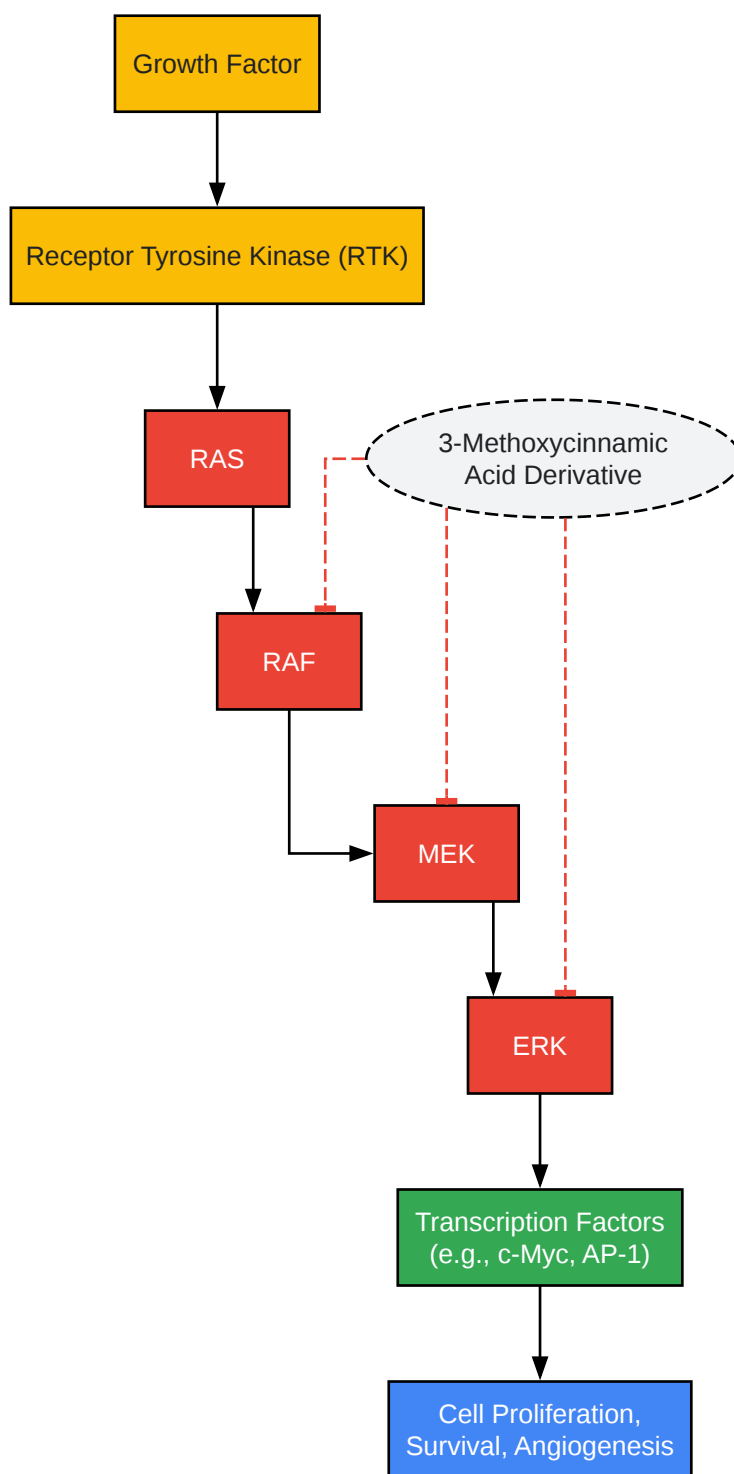 Growth Factor
Receptor Tyrosine Kinase (RTK)
RAS
3-Methoxycinnamic
Acid Derivative
RAF
MEK
ERK
Transcription Factors
(e.g., c-Myc, AP-1)
Cell Proliferation,
Survival, Angiogenesis